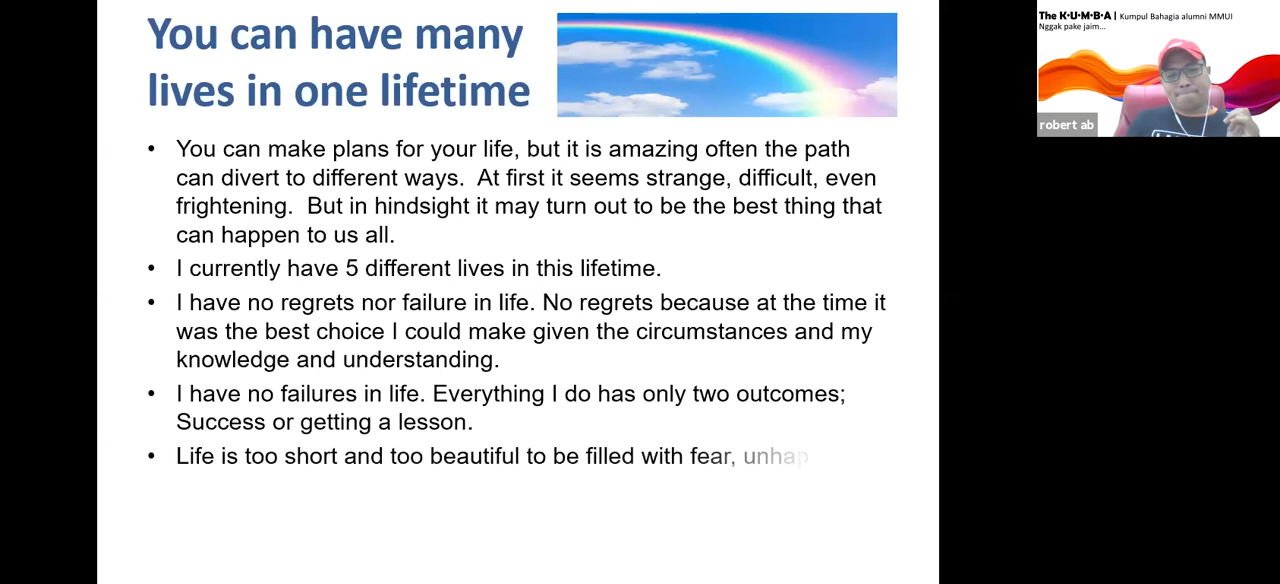 You can have many
lives in one lifetime
• You can make plans for your life, but it is amazing often the path
can divert to different ways.  At first it seems strange, difficult, even
frightening.  But in hindsight it may turn out to be the best thing that
can happen to us all.
• I currently have 5 different lives in this lifetime.
• I have no regrets nor failure in life. No regrets because at the time it
was the best choice I could make given the circumstances and my
knowledge and understanding.
• I have no failures in life. Everything I do has only two outcomes;
Success or getting a lesson.
• Life is too short and too beautiful to be filled with fear, unhap
The K•U•M•B•A | Kumpul Bahagia alumni MMUI
Nggak pake jaim...
robert ab